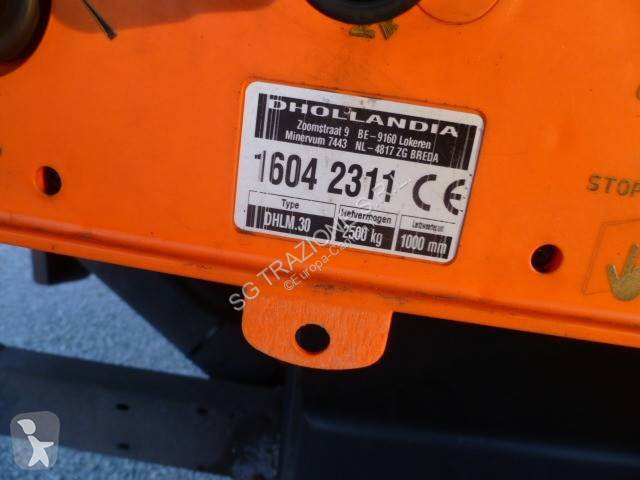 DHOLLANDIA
Zoomstraat 9 BE-9160 Lokeren
Minervum 7443 NL-4817 ZG BREDA
1604 2311 CE
Type
DHLM.30
Hefvermogen
2500 kg
1000 mm
STOP
SG TRAZIONE S.R.L
©Europa-Camion